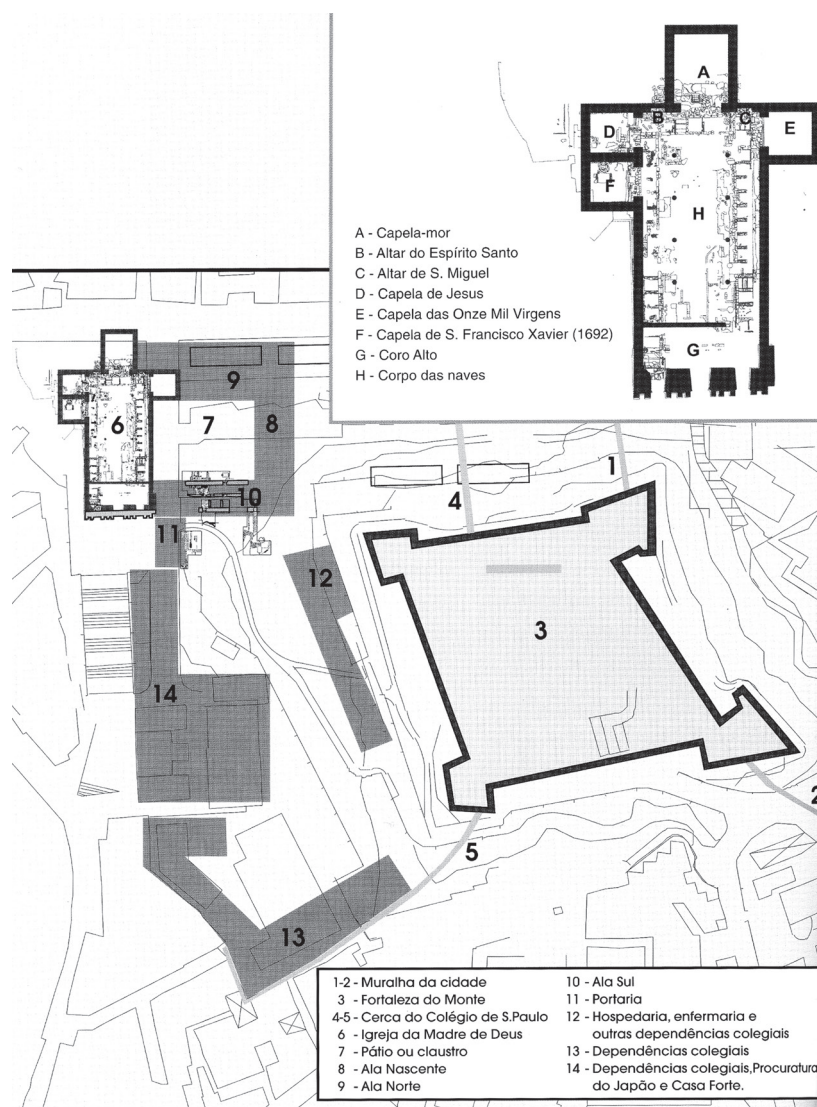 A
B
C
D
E
F
H
G
A - Capela-mor
B - Altar do Espírito Santo
C - Altar de S. Miguel
D - Capela de Jesus
E - Capela das Onze Mil Virgens
F - Capela de S. Francisco Xavier (1692)
G - Coro Alto
H - Corpo das naves
9
6
7
8
4
1
10
11
12
3
14
2
5
13
1-2 - Muralha da cidade
3 - Fortaleza do Monte
4-5 - Cerca do Colégio de S.Paulo
6 - Igreja da Madre de Deus
7 - Pátio ou claustro
8 - Ala Nascente
9 - Ala Norte
10 - Ala Sul
11 - Portaria
12 - Hospedaria, enfermaria e
outras dependências colegiais
13 - Dependências colegiais
14 - Dependências colegiais,Procuratura
do Japão e Casa Forte.